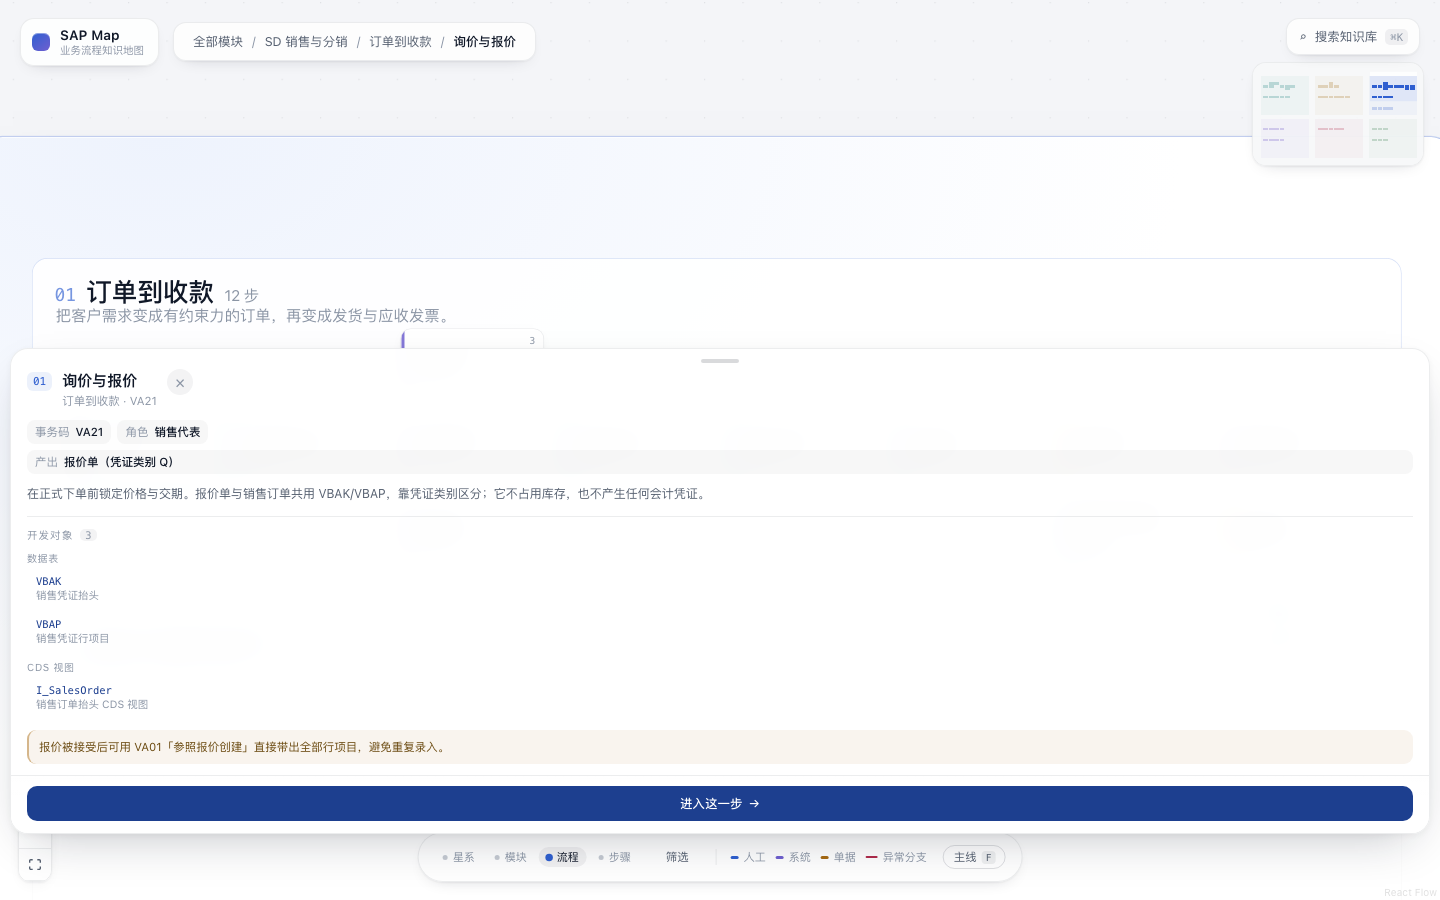 SAP Map
业务流程知识地图
全部模块 / SD 销售与分销 / 订单到收款 / 询价与报价
搜索知识库 ⌘K
01 订单到收款 12 步
把客户需求变成有约束力的订单，再变成发货与应收发票。
3
01 询价与报价 ×
订单到收款 · VA21
事务码 VA21 角色 销售代表
产出 报价单（凭证类别 Q）
在正式下单前锁定价格与交期。报价单与销售订单共用 VBAK/VBAP，靠凭证类别区分；它不占用库存，也不产生任何会计凭证。
开发对象 3
数据表
VBAK
销售凭证抬头
VBAP
销售凭证行项目
CDS 视图
I_SalesOrder
销售订单抬头 CDS 视图
报价被接受后可用 VA01「参照报价创建」直接带出全部行项目，避免重复录入。
进入这一步 →
星系 模块 流程 步骤 筛选 人工 系统 单据 异常分支 主线 F
React Flow